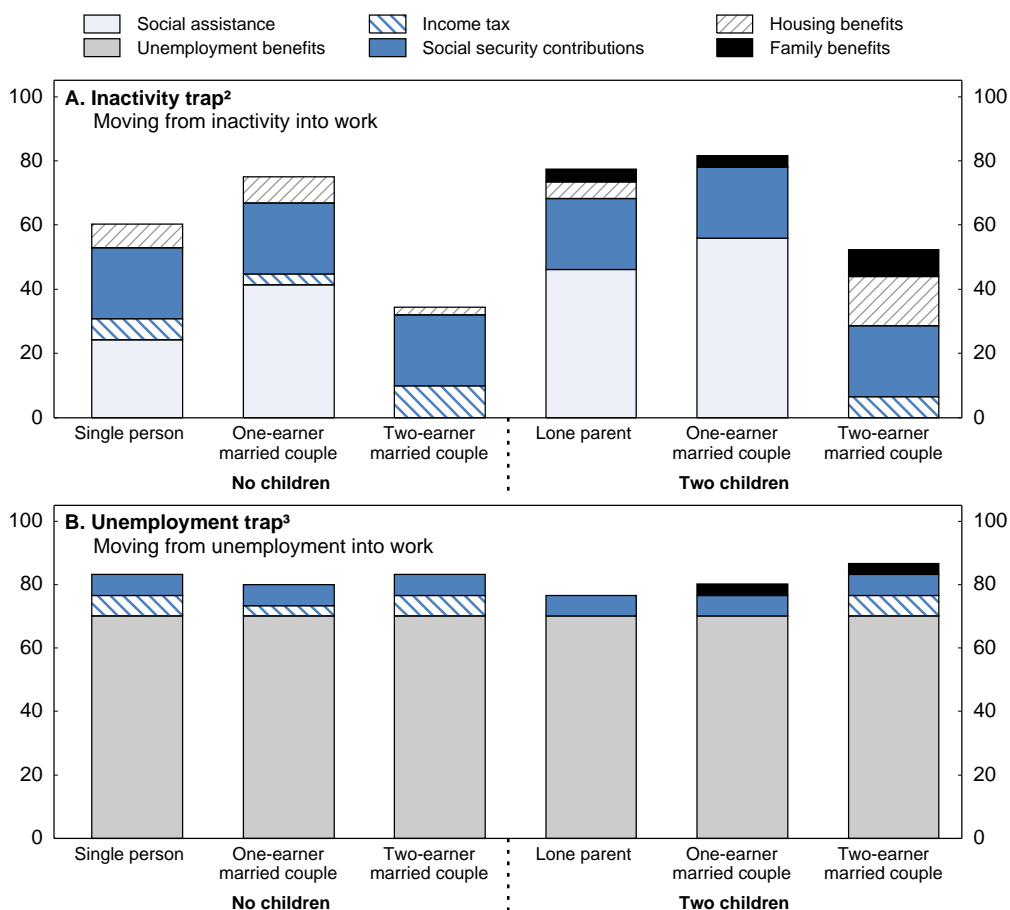 Social assistance
Income tax
Housing benefits
Unemployment benefits
Social security contributions
Family benefits
A. Inactivity trap²
Moving from inactivity into work
100 100
80 80
60 60
40 40
20 20
0 0
Single person
One-earner
married couple
Two-earner
married couple
Lone parent
One-earner
married couple
Two-earner
married couple
No children
Two children
B. Unemployment trap³
Moving from unemployment into work
100 100
80 80
60 60
40 40
20 20
0 0
Single person
One-earner
married couple
Two-earner
married couple
Lone parent
One-earner
married couple
Two-earner
married couple
No children
Two children